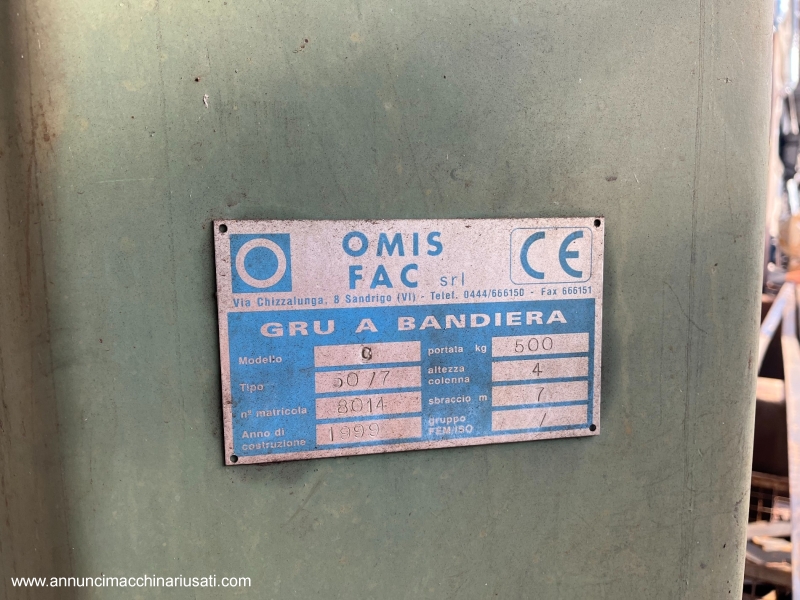 OMIS
FAC srl
CE
Via Chizzalunga, 8 Sandrigo (VI) - Telef. 0444/666150 - Fax 666151
GRU A BANDIERA
Modello C portata kg 500
Tipo 50/7 altezza colonna 4
n° matricola 8014 sbraccio m 7
Anno di costruzione 1999 gruppo FEM/ISO /
www.annuncimacchinariusati.com